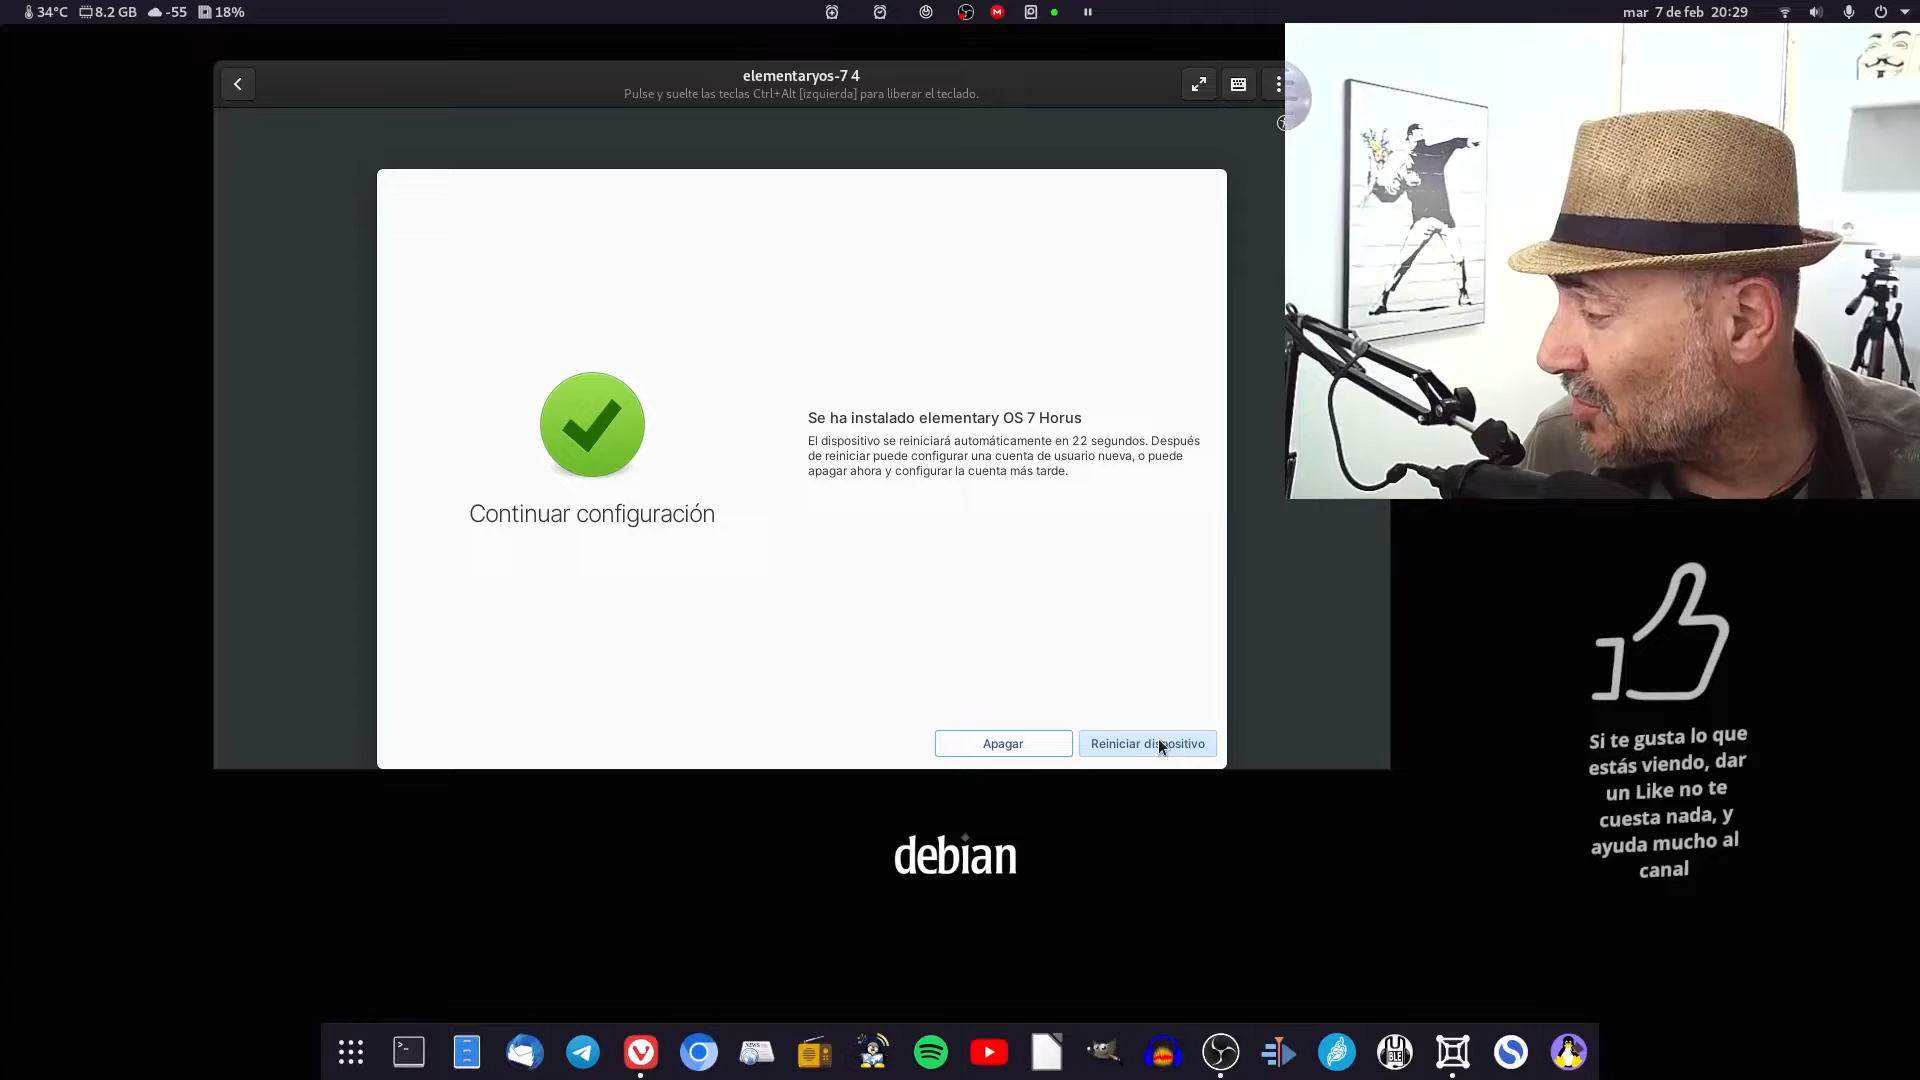 34°C 8.2 GB -55 18%
mar 7 de feb 20:29
elementaryos-7 4
Pulse y suelte las teclas Ctrl+Alt [izquierda] para liberar el teclado.
Se ha instalado elementary OS 7 Horus
El dispositivo se reiniciará automáticamente en 22 segundos. Después
de reiniciar puede configurar una cuenta de usuario nueva, o puede
apagar ahora y configurar la cuenta más tarde.
Continuar configuración
Apagar
Reiniciar dispositivo
Si te gusta lo que
estás viendo, dar
un Like no te
cuesta nada, y
ayuda mucho al
canal
debian